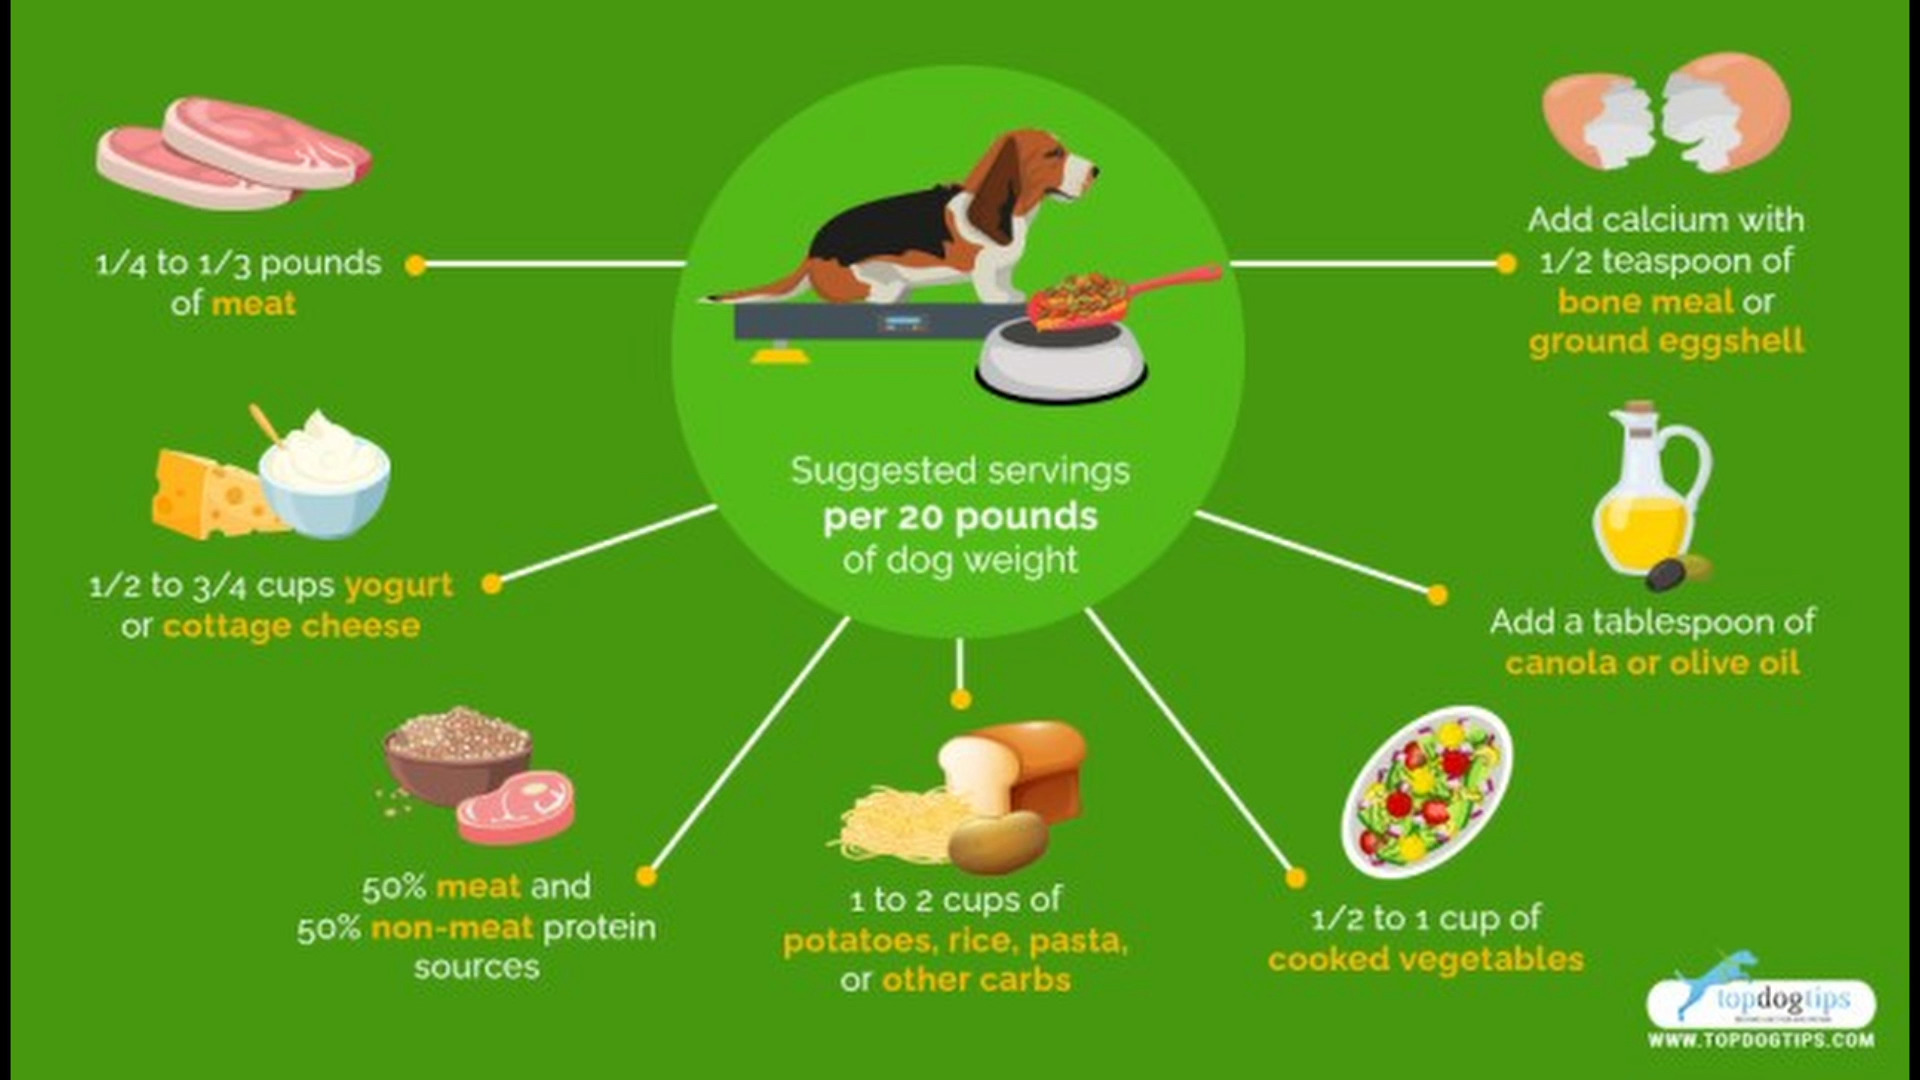 Suggested servings
per 20 pounds
of dog weight
1/4 to 1/3 pounds
of meat
1/2 to 3/4 cups yogurt
or cottage cheese
50% meat and
50% non-meat protein
sources
1 to 2 cups of
potatoes, rice, pasta,
or other carbs
1/2 to 1 cup of
cooked vegetables
Add a tablespoon of
canola or olive oil
Add calcium with
1/2 teaspoon of
bone meal or
ground eggshell
topdogtips
WWW.TOPDOGTIPS.COM